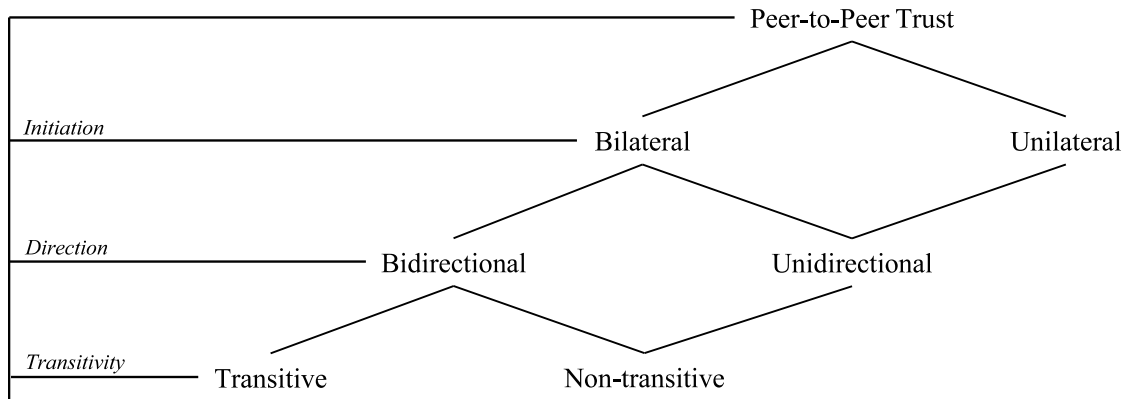 Peer-to-Peer Trust
Initiation
Bilateral
Unilateral
Direction
Bidirectional
Unidirectional
Transitivity
Transitive
Non-transitive